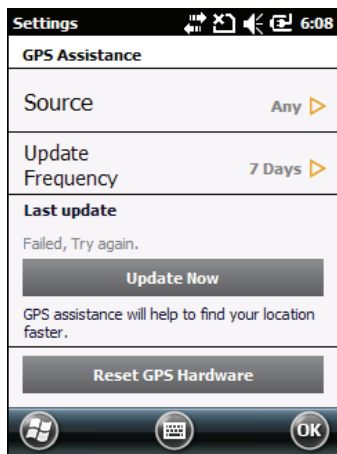 Settings 6:08
GPS Assistance
Source Any
Update
Frequency 7 Days
Last update
Failed, Try again.
Update Now
GPS assistance will help to find your location
faster.
Reset GPS Hardware
OK